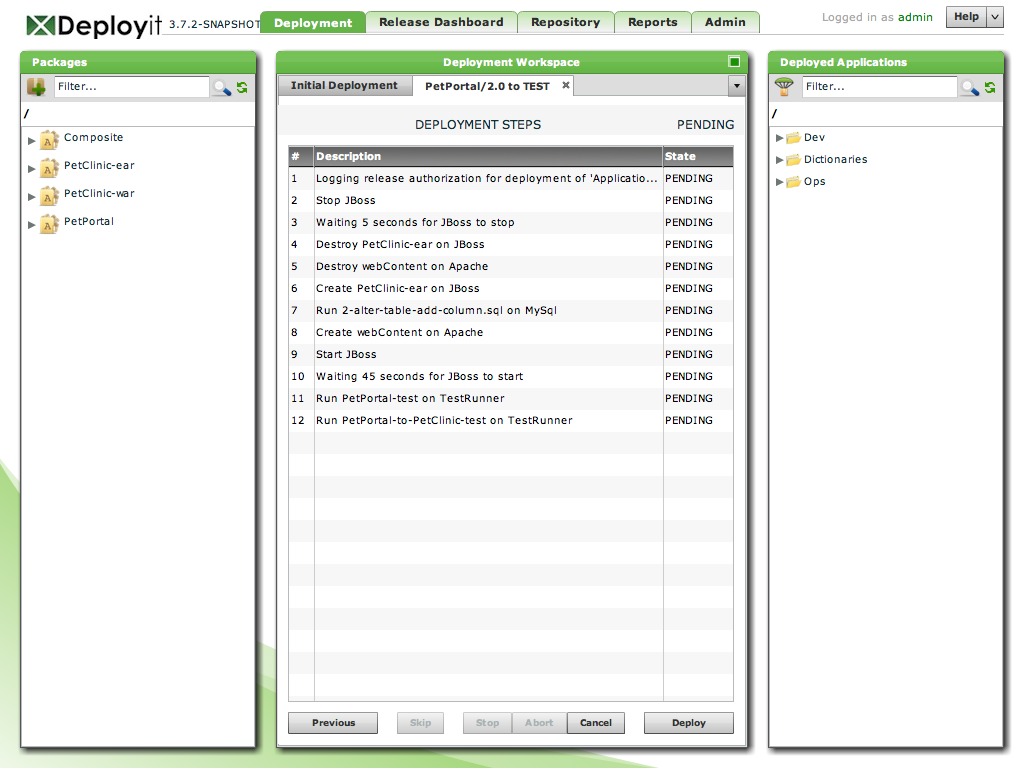 Deployit 3.7.2-SNAPSHOT
Deployment
Release Dashboard
Repository
Reports
Admin
Logged in as admin
Help
Packages
Filter...
/
Composite
PetClinic-ear
PetClinic-war
PetPortal
Deployment Workspace
Initial Deployment
PetPortal/2.0 to TEST
DEPLOYMENT STEPS PENDING
# Description State
1 Logging release authorization for deployment of 'Applicatio... PENDING
2 Stop JBoss PENDING
3 Waiting 5 seconds for JBoss to stop PENDING
4 Destroy PetClinic-ear on JBoss PENDING
5 Destroy webContent on Apache PENDING
6 Create PetClinic-ear on JBoss PENDING
7 Run 2-alter-table-add-column.sql on MySql PENDING
8 Create webContent on Apache PENDING
9 Start JBoss PENDING
10 Waiting 45 seconds for JBoss to start PENDING
11 Run PetPortal-test on TestRunner PENDING
12 Run PetPortal-to-PetClinic-test on TestRunner PENDING
Previous
Skip
Stop
Abort
Cancel
Deploy
Deployed Applications
Filter...
/
Dev
Dictionaries
Ops